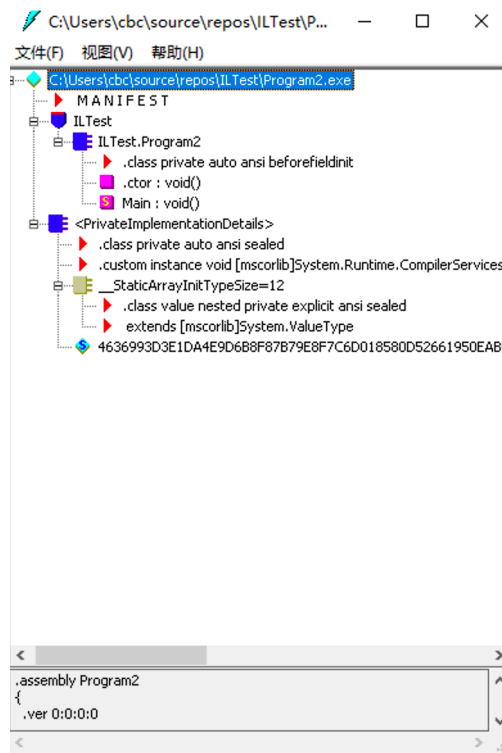 C:\Users\cbc\source\repos\ILTest\P...
文件(F) 视图(V) 帮助(H)
C:\Users\cbc\source\repos\ILTest\Program2.exe
M A N I F E S T
ILTest
ILTest.Program2
.class private auto ansi beforefieldinit
.ctor : void()
S Main : void()
<PrivateImplementationDetails>
.class private auto ansi sealed
.custom instance void [mscorlib]System.Runtime.CompilerServices
__StaticArrayInitTypeSize=12
.class value nested private explicit ansi sealed
extends [mscorlib]System.ValueType
S 4636993D3E1DA4E9D6B8F87B79E8F7C6D018580D52661950EAB
.assembly Program2
{
.ver 0:0:0:0